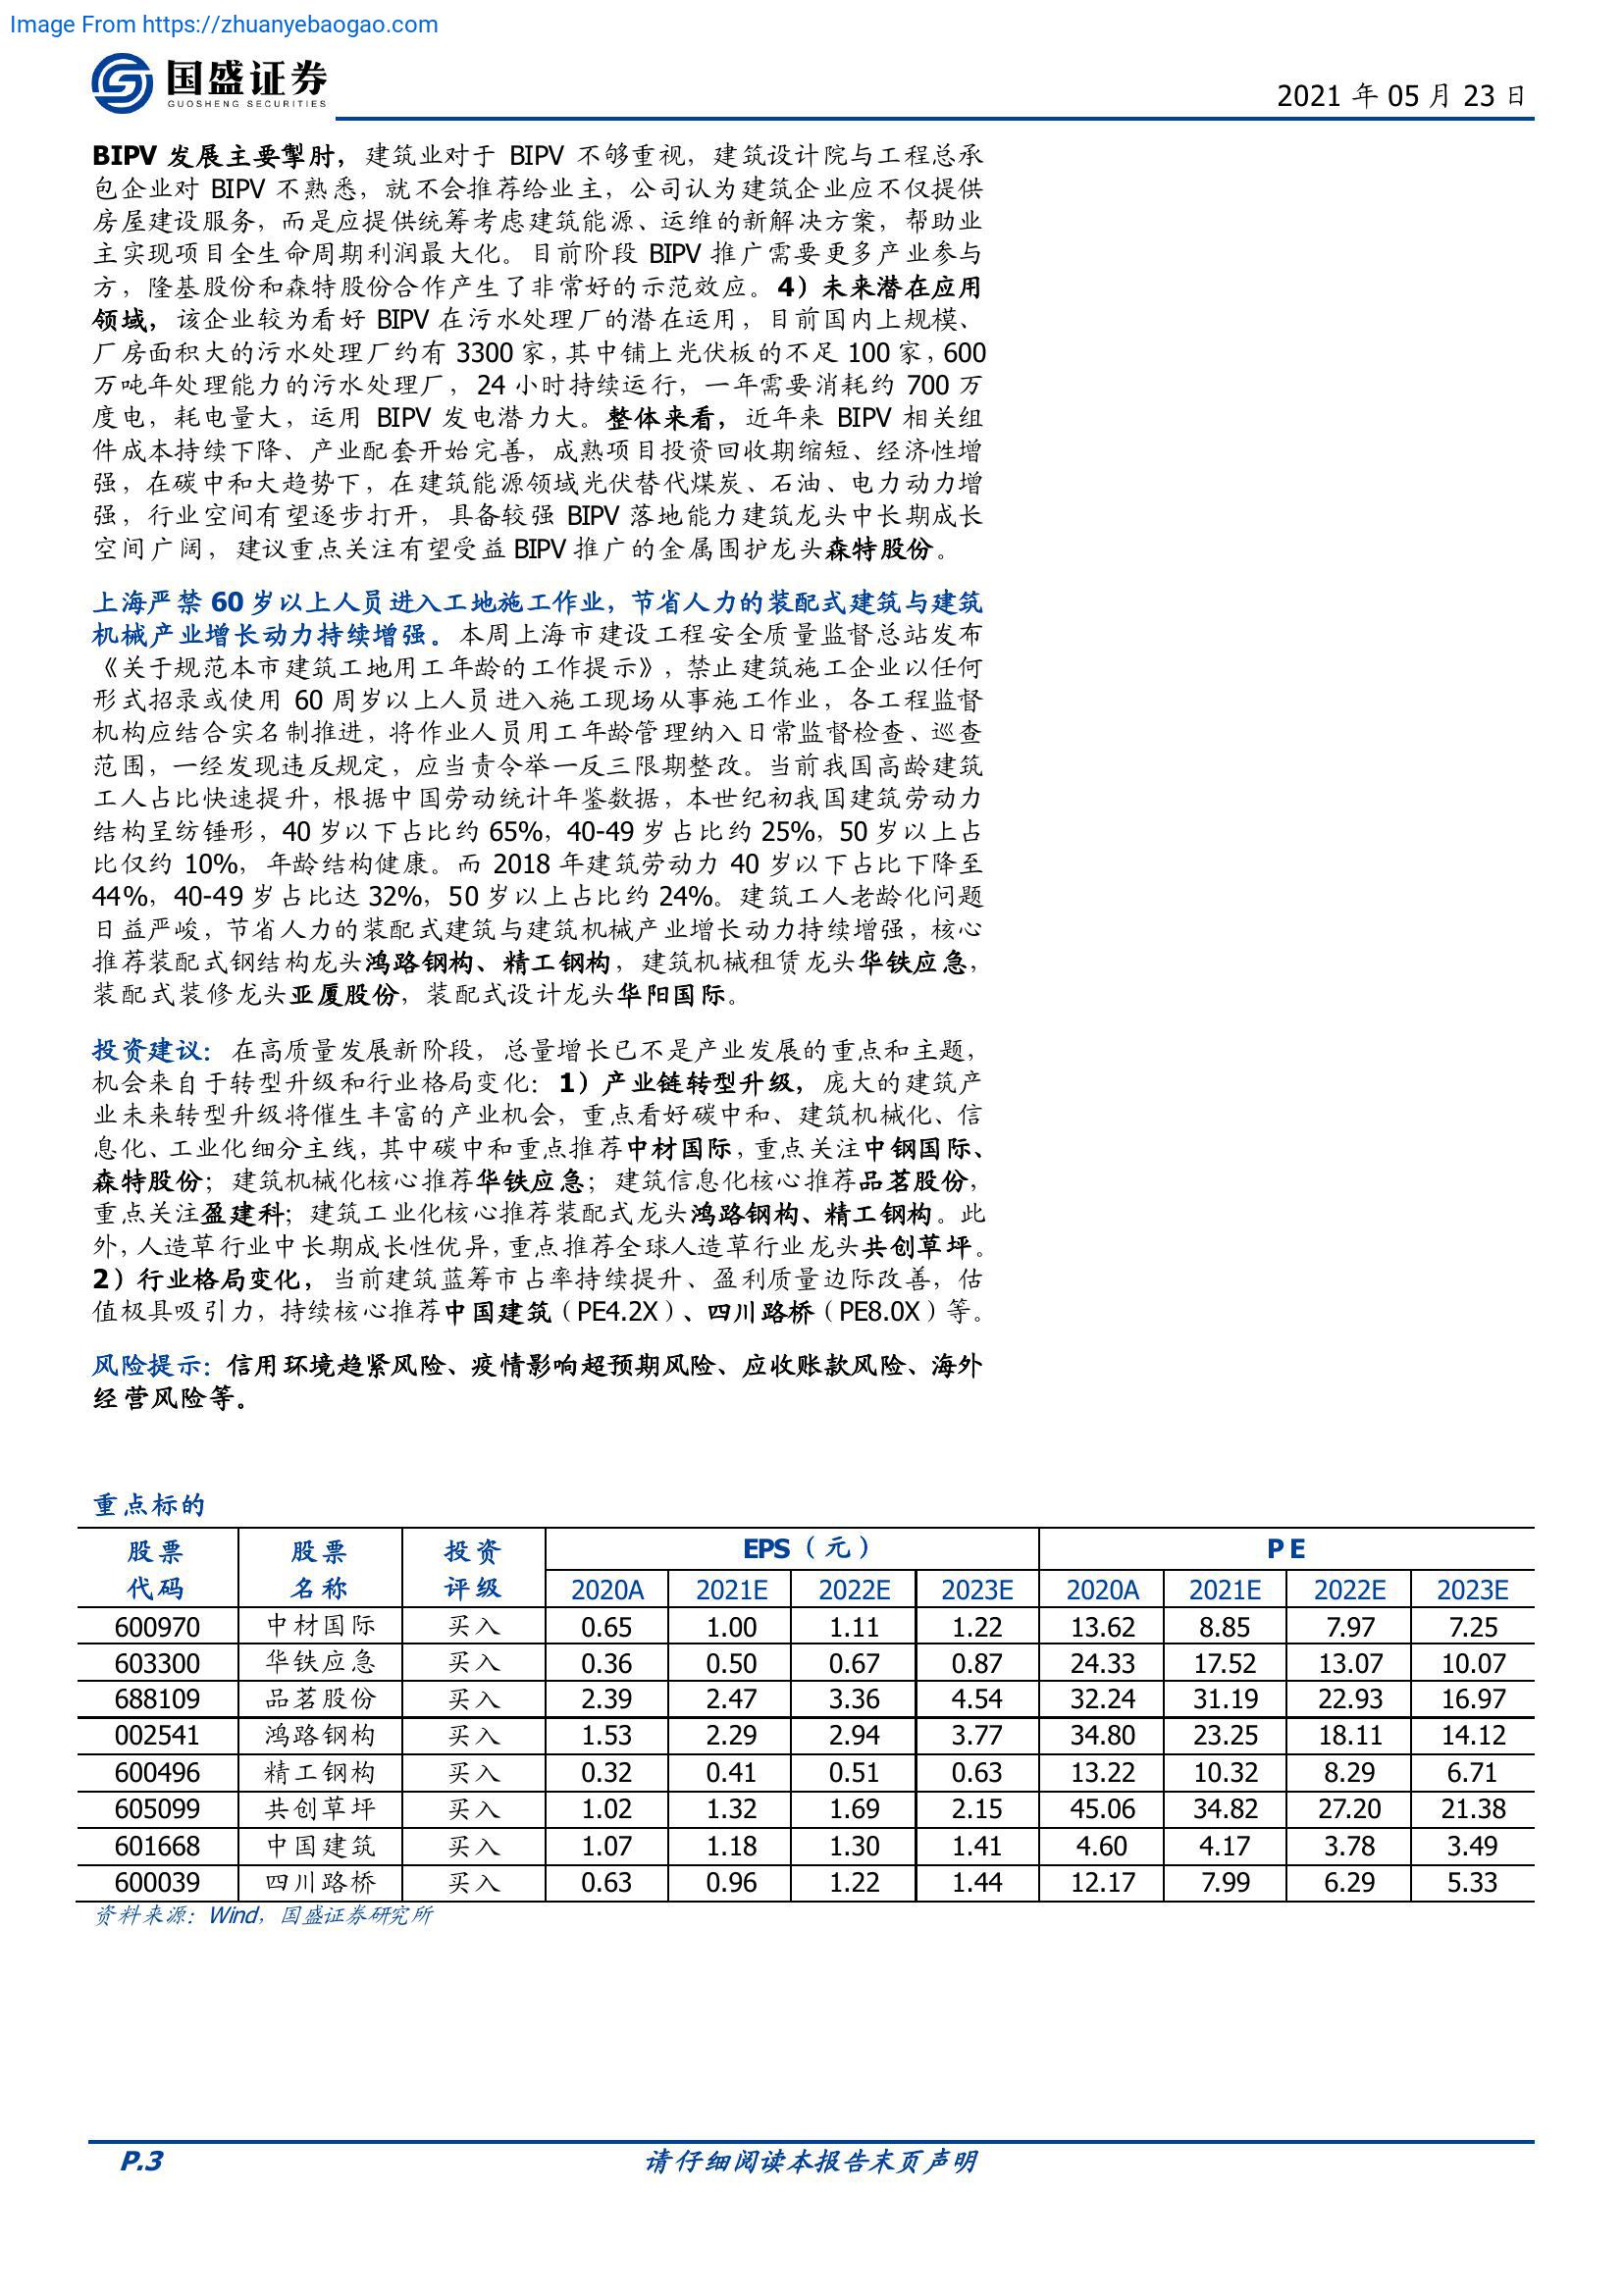 Image From https://zhuanyebaogao.com
国盛证券
GUOSHENG SECURITIES
2021 年 05 月 23 日
BIPV 发展主要掣肘，建筑业对于 BIPV 不够重视，建筑设计院与工程总承
包企业对 BIPV 不熟悉，就不会推荐给业主，公司认为建筑企业应不仅提供
房屋建设服务，而是应提供统筹考虑建筑能源、运维的新解决方案，帮助业
主实现项目全生命周期利润最大化。目前阶段 BIPV 推广需要更多产业参与
方，隆基股份和森特股份合作产生了非常好的示范效应。4）未来潜在应用
领域，该企业较为看好 BIPV 在污水处理厂的潜在运用，目前国内上规模、
厂房面积大的污水处理厂约有 3300 家，其中铺上光伏板的不足 100 家，600
万吨年处理能力的污水处理厂，24 小时持续运行，一年需要消耗约 700 万
度电，耗电量大，运用 BIPV 发电潜力大。整体来看，近年来 BIPV 相关组
件成本持续下降、产业配套开始完善，成熟项目投资回收期缩短、经济性增
强，在碳中和大趋势下，在建筑能源领域光伏替代煤炭、石油、电力动力增
强，行业空间有望逐步打开，具备较强 BIPV 落地能力建筑龙头中长期成长
空间广阔，建议重点关注有望受益 BIPV 推广的金属围护龙头森特股份。
上海严禁 60 岁以上人员进入工地施工作业，节省人力的装配式建筑与建筑
机械产业增长动力持续增强。本周上海市建设工程安全质量监督总站发布
《关于规范本市建筑工地用工年龄的工作提示》，禁止建筑施工企业以任何
形式招录或使用 60 周岁以上人员进入施工现场从事施工作业，各工程监督
机构应结合实名制推进，将作业人员用工年龄管理纳入日常监督检查、巡查
范围，一经发现违反规定，应当责令举一反三限期整改。当前我国高龄建筑
工人占比快速提升，根据中国劳动统计年鉴数据，本世纪初我国建筑劳动力
结构呈纺锤形，40 岁以下占比约 65%，40-49 岁占比约 25%，50 岁以上占
比仅约 10%，年龄结构健康。而 2018 年建筑劳动力 40 岁以下占比下降至
44%，40-49 岁占比达 32%，50 岁以上占比约 24%。建筑工人老龄化问题
日益严峻，节省人力的装配式建筑与建筑机械产业增长动力持续增强，核心
推荐装配式钢结构龙头鸿路钢构、精工钢构，建筑机械租赁龙头华铁应急，
装配式装修龙头亚厦股份，装配式设计龙头华阳国际。
投资建议：在高质量发展新阶段，总量增长已不是产业发展的重点和主题，
机会来自于转型升级和行业格局变化：1）产业链转型升级，庞大的建筑产
业未来转型升级将催生丰富的产业机会，重点看好碳中和、建筑机械化、信
息化、工业化细分主线，其中碳中和重点推荐中材国际，重点关注中钢国际、
森特股份；建筑机械化核心推荐华铁应急；建筑信息化核心推荐品茗股份，
重点关注盈建科；建筑工业化核心推荐装配式龙头鸿路钢构、精工钢构。此
外，人造草行业中长期成长性优异，重点推荐全球人造草行业龙头共创草坪。
2）行业格局变化，当前建筑蓝筹市占率持续提升、盈利质量边际改善，估
值极具吸引力，持续核心推荐中国建筑（PE4.2X）、四川路桥（PE8.0X）等。
风险提示：信用环境趋紧风险、疫情影响超预期风险、应收账款风险、海外
经营风险等。
重点标的
股票 股票 投资 EPS（元） PE
代码 名称 评级 2020A 2021E 2022E 2023E 2020A 2021E 2022E 2023E
600970 中材国际 买入 0.65 1.00 1.11 1.22 13.62 8.85 7.97 7.25
603300 华铁应急 买入 0.36 0.50 0.67 0.87 24.33 17.52 13.07 10.07
688109 品茗股份 买入 2.39 2.47 3.36 4.54 32.24 31.19 22.93 16.97
002541 鸿路钢构 买入 1.53 2.29 2.94 3.77 34.80 23.25 18.11 14.12
600496 精工钢构 买入 0.32 0.41 0.51 0.63 13.22 10.32 8.29 6.71
605099 共创草坪 买入 1.02 1.32 1.69 2.15 45.06 34.82 27.20 21.38
601668 中国建筑 买入 1.07 1.18 1.30 1.41 4.60 4.17 3.78 3.49
600039 四川路桥 买入 0.63 0.96 1.22 1.44 12.17 7.99 6.29 5.33
资料来源：Wind，国盛证券研究所
P.3 请仔细阅读本报告末页声明